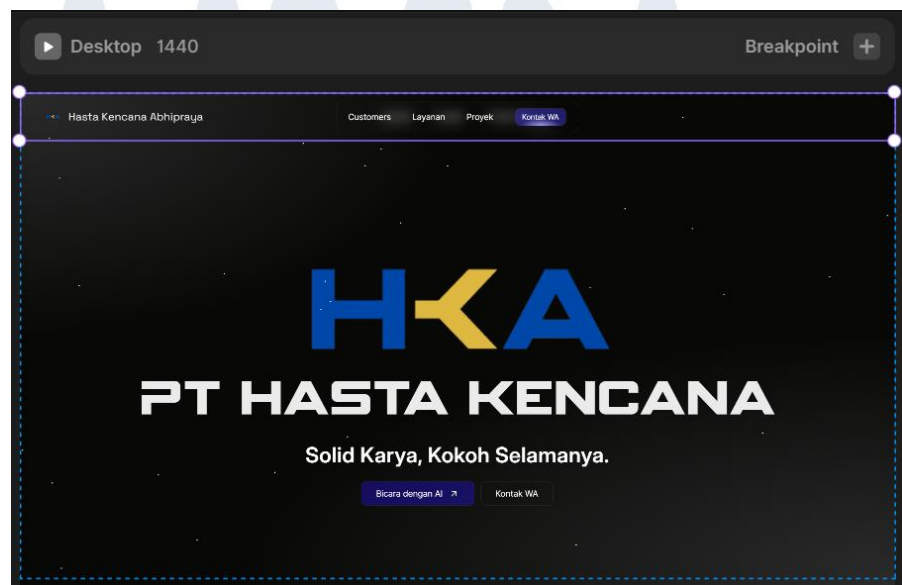 Desktop 1440
Breakpoint +
Hasta Kencana Abhipraya
Customers Layanan Proyek Kontak WA
HKA
PT HASTA KENCANA
Solid Karya, Kokoh Selamanya.
Bicara dengan AI ↗ Kontak WA